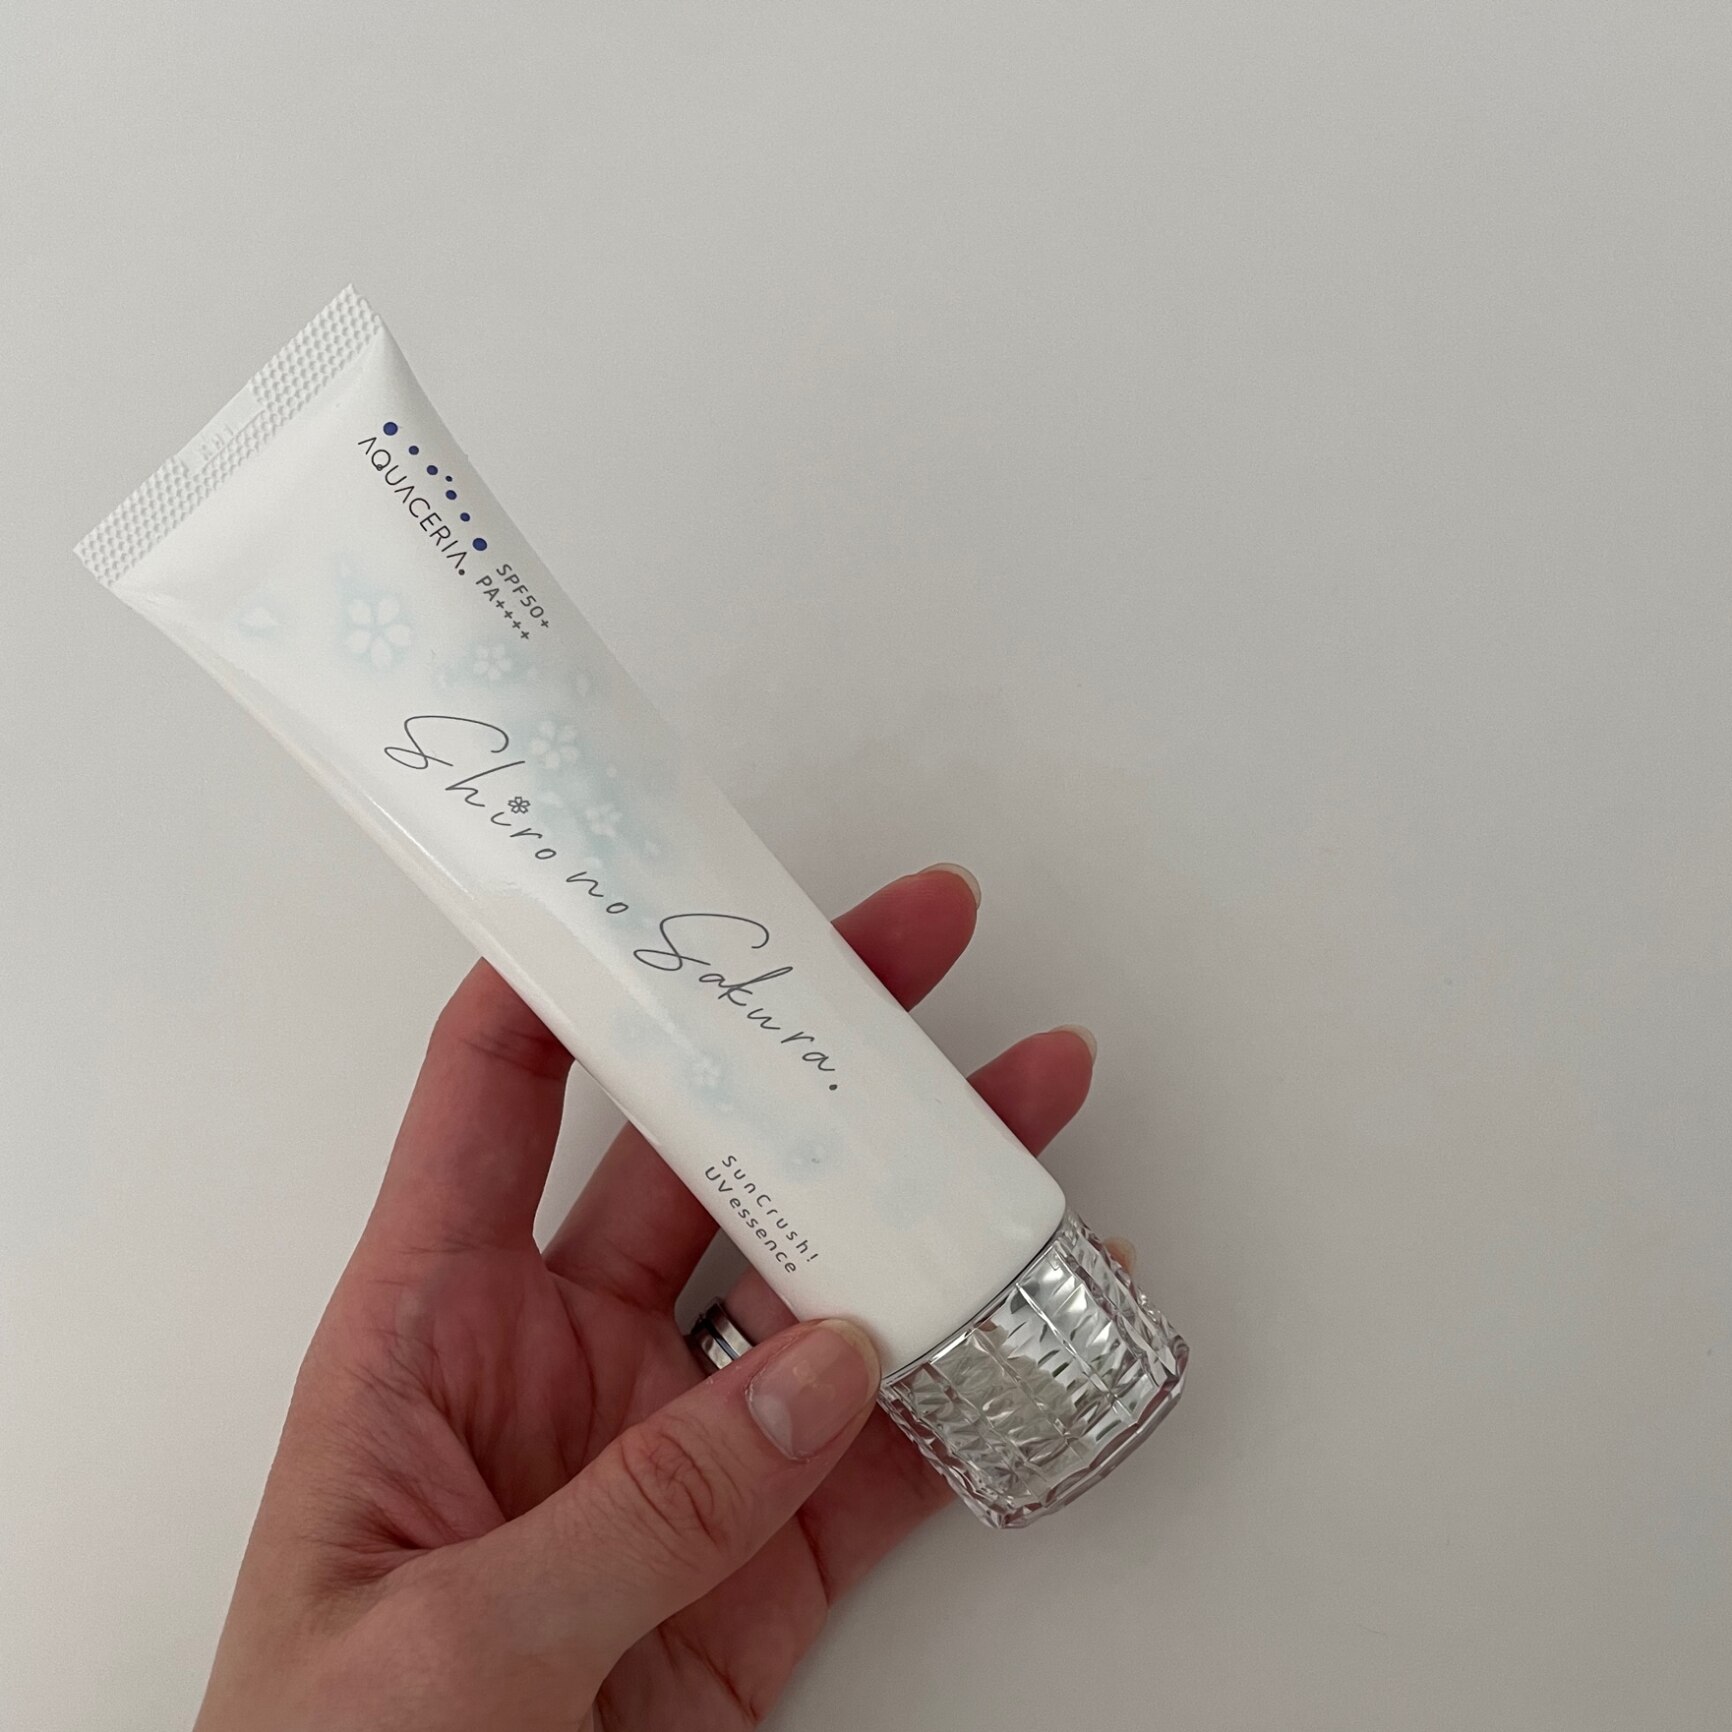 AQUACERIA.
SPF50+
PA++++
Shiro no Sakura.
SunCrush!
UVessence